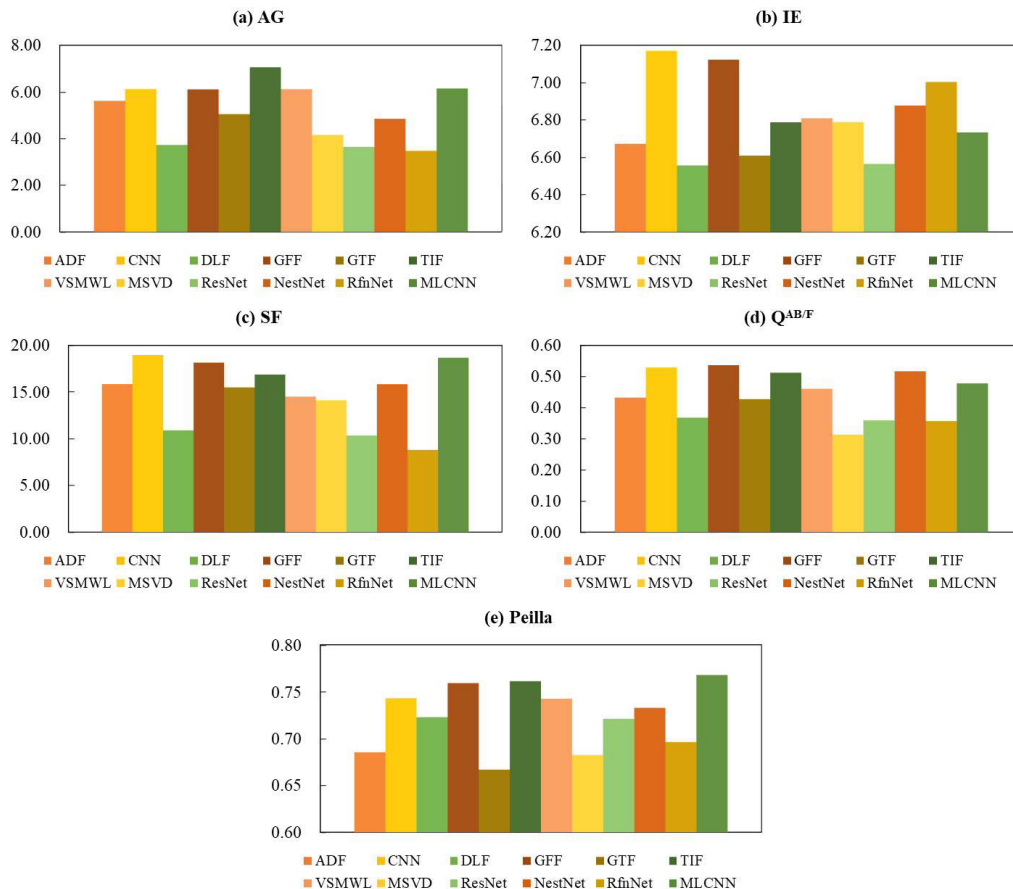 (a) AG
8.00
6.00
4.00
2.00
0.00
ADF CNN DLF GFF GTF TIF
VSMWL MSVD ResNet NestNet RfnNet MLCNN
(b) IE
7.20
7.00
6.80
6.60
6.40
6.20
ADF CNN DLF GFF GTF TIF
VSMWL MSVD ResNet NestNet RfnNet MLCNN
(c) SF
20.00
15.00
10.00
5.00
0.00
ADF CNN DLF GFF GTF TIF
VSMWL MSVD ResNet NestNet RfnNet MLCNN
(d) Q^AB/F
0.60
0.50
0.40
0.30
0.20
0.10
0.00
ADF CNN DLF GFF GTF TIF
VSMWL MSVD ResNet NestNet RfnNet MLCNN
(e) Peilla
0.80
0.75
0.70
0.65
0.60
ADF CNN DLF GFF GTF TIF
VSMWL MSVD ResNet NestNet RfnNet MLCNN